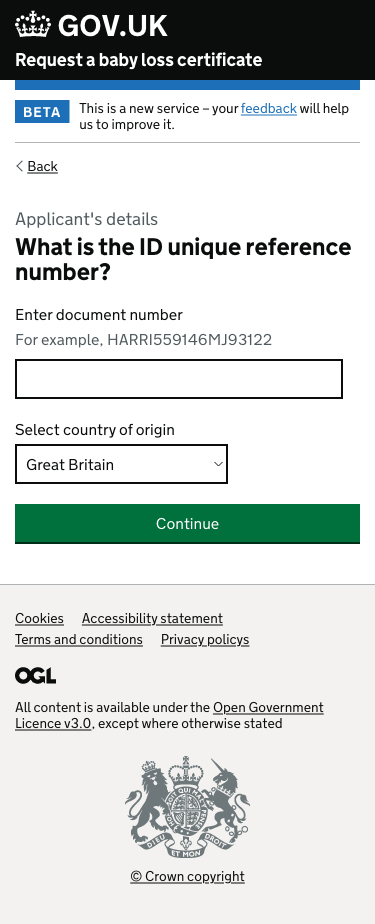 GOV.UK
Request a baby loss certificate
BETA
This is a new service – your feedback will help
us to improve it.
Back
Applicant's details
What is the ID unique reference
number?
Enter document number
For example, HARRI559146MJ93122
Select country of origin
Great Britain
Continue
Cookies Accessibility statement
Terms and conditions Privacy policys
OGL
All content is available under the Open Government
Licence v3.0, except where otherwise stated
DIEU ET MON DROIT
© Crown copyright